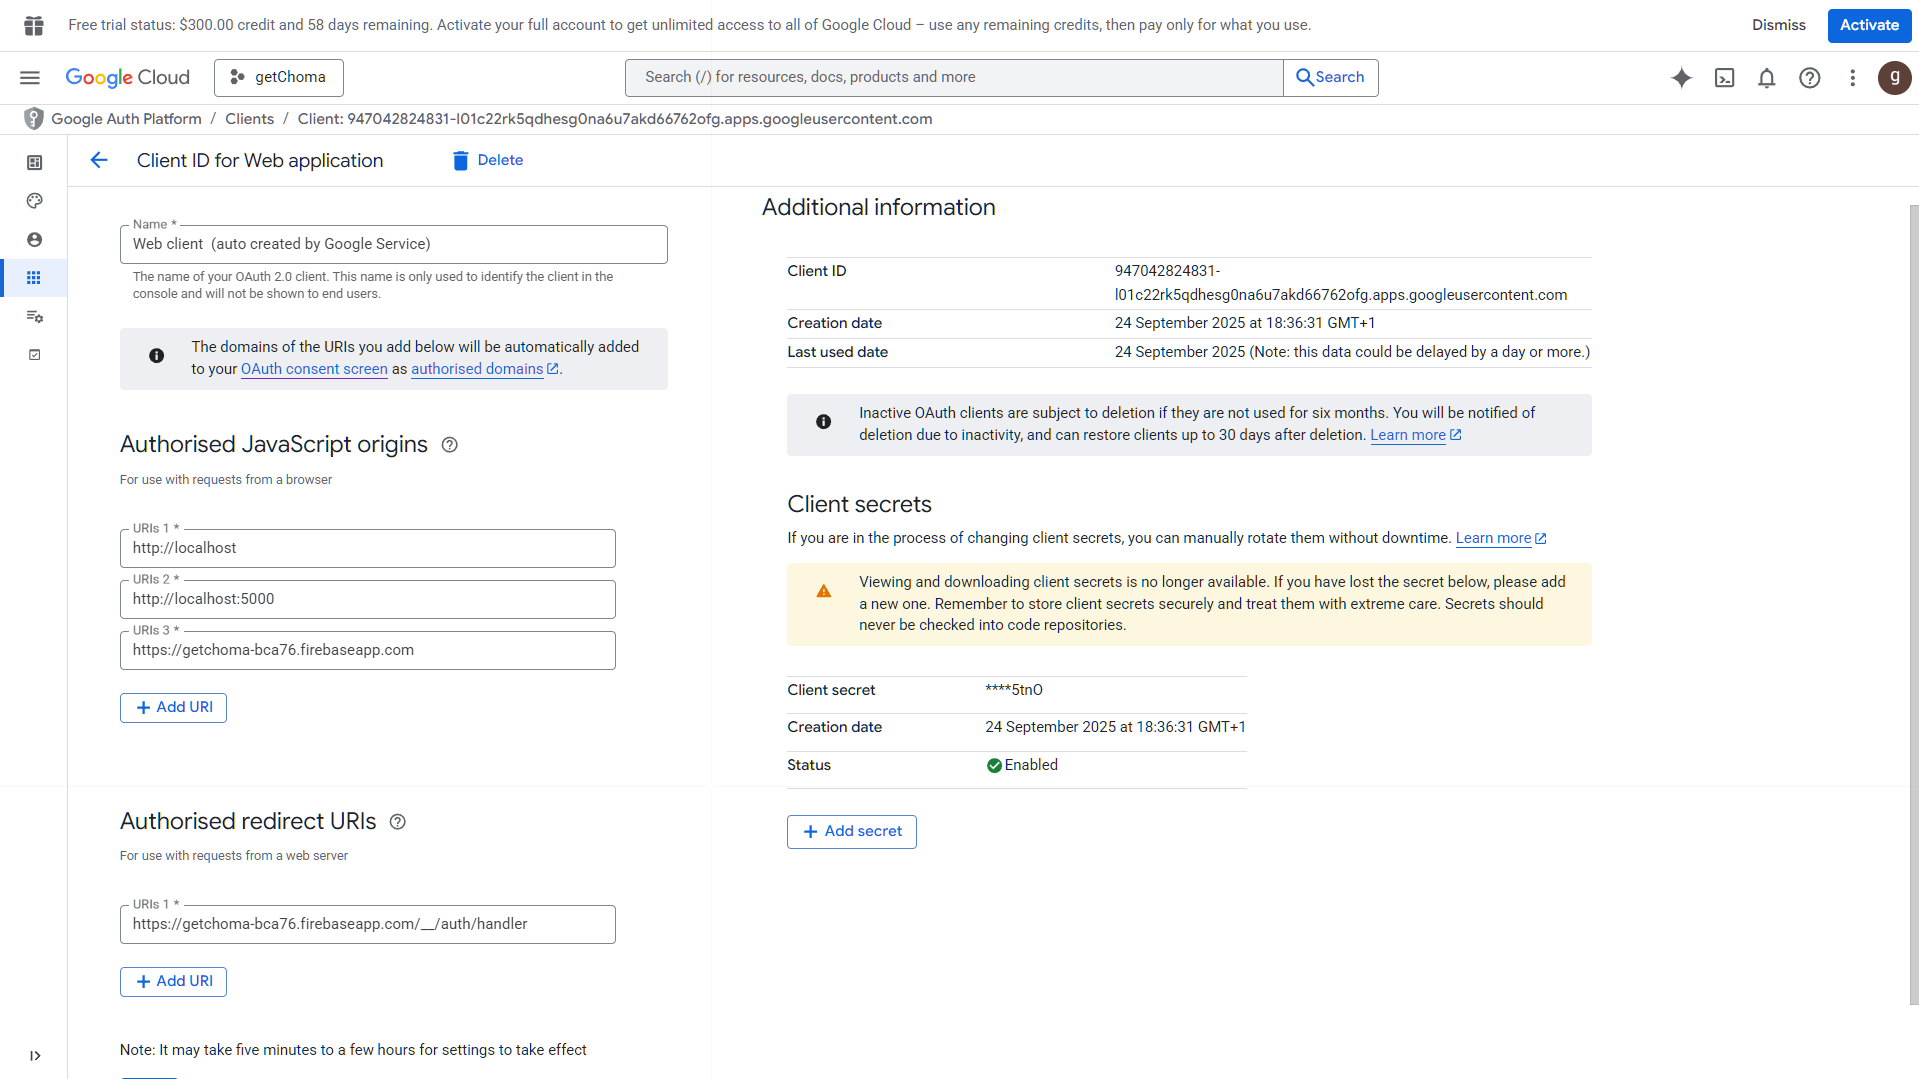 Free trial status: $300.00 credit and 58 days remaining. Activate your full account to get unlimited access to all of Google Cloud – use any remaining credits, then pay only for what you use.
Dismiss
Activate
Google Cloud
getChoma
Search (/) for resources, docs, products and more
Search
g
Google Auth Platform / Clients / Client: 947042824831-l01c22rk5qdhesg0na6u7akd66762ofg.apps.googleusercontent.com
Client ID for Web application
Delete
Name *
Web client  (auto created by Google Service)
The name of your OAuth 2.0 client. This name is only used to identify the client in the
console and will not be shown to end users.
The domains of the URIs you add below will be automatically added
to your OAuth consent screen as authorised domains.
Authorised JavaScript origins
For use with requests from a browser
URIs 1 *
http://localhost
URIs 2 *
http://localhost:5000
URIs 3 *
https://getchoma-bca76.firebaseapp.com
Add URI
Authorised redirect URIs
For use with requests from a web server
URIs 1 *
https://getchoma-bca76.firebaseapp.com/__/auth/handler
Add URI
Note: It may take five minutes to a few hours for settings to take effect
Additional information
Client ID
947042824831-
l01c22rk5qdhesg0na6u7akd66762ofg.apps.googleusercontent.com
Creation date
24 September 2025 at 18:36:31 GMT+1
Last used date
24 September 2025 (Note: this data could be delayed by a day or more.)
Inactive OAuth clients are subject to deletion if they are not used for six months. You will be notified of
deletion due to inactivity, and can restore clients up to 30 days after deletion. Learn more
Client secrets
If you are in the process of changing client secrets, you can manually rotate them without downtime. Learn more
Viewing and downloading client secrets is no longer available. If you have lost the secret below, please add
a new one. Remember to store client secrets securely and treat them with extreme care. Secrets should
never be checked into code repositories.
Client secret
****5tnO
Creation date
24 September 2025 at 18:36:31 GMT+1
Status
Enabled
Add secret